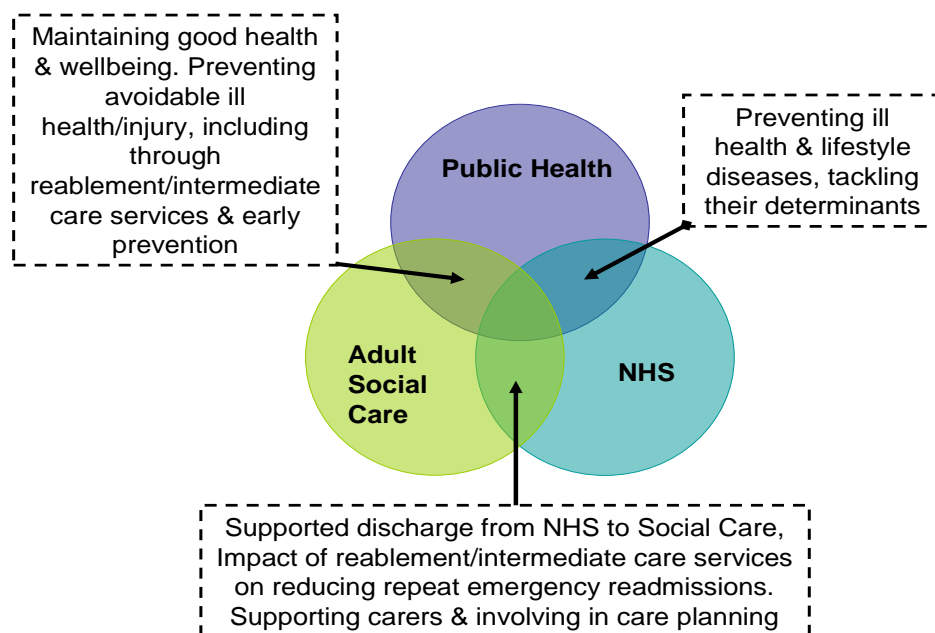 Maintaining good health
& wellbeing. Preventing
avoidable ill
health/injury, including
through
reablement/intermediate
care services & early
prevention
Preventing ill
health & lifestyle
diseases, tackling
their determinants
Public Health
Adult
Social
Care
NHS
Supported discharge from NHS to Social Care,
Impact of reablement/intermediate care services
on reducing repeat emergency readmissions.
Supporting carers & involving in care planning